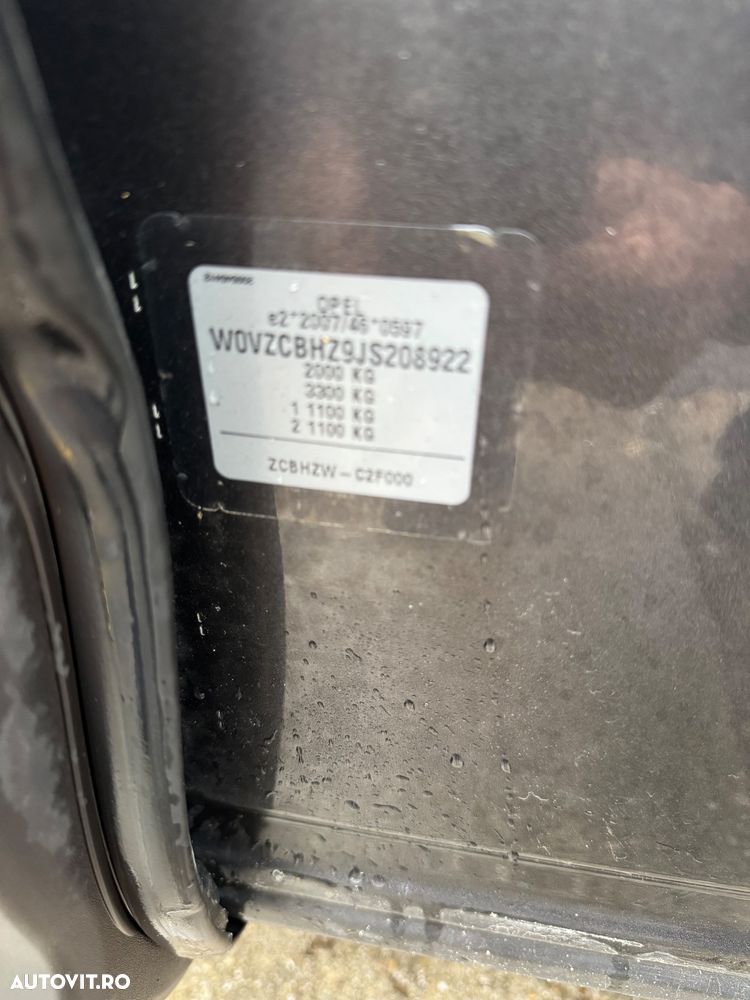 OPEL
e2*2007/46*0597
W0VZCBHZ9JS208922
2000 KG
3300 KG
1 1100 KG
2 1100 KG
ZCBHZW - C2F000
AUTOVIT.RO